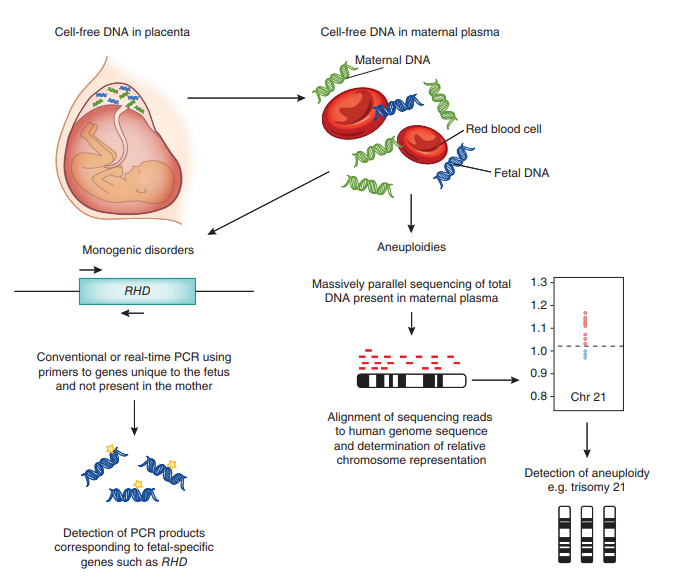 Cell-free DNA in placenta
Cell-free DNA in maternal plasma
Maternal DNA
Red blood cell
Fetal DNA
Monogenic disorders
RHD
Conventional or real-time PCR using
primers to genes unique to the fetus
and not present in the mother
Detection of PCR products
corresponding to fetal-specific
genes such as RHD
Aneuploidies
Massively parallel sequencing of total
DNA present in maternal plasma
Alignment of sequencing reads
to human genome sequence
and determination of relative
chromosome representation
1.3
1.2
1.1
1.0
0.9
0.8
Chr 21
Detection of aneuploidy
e.g. trisomy 21